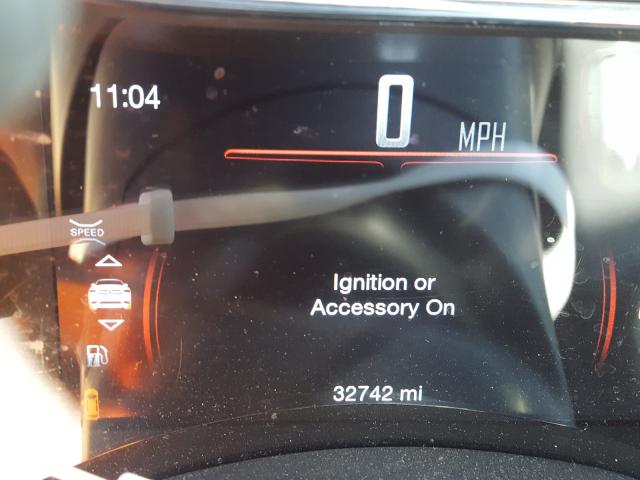 11:04
0
MPH
SPEED
Ignition or
Accessory On
32742 mi